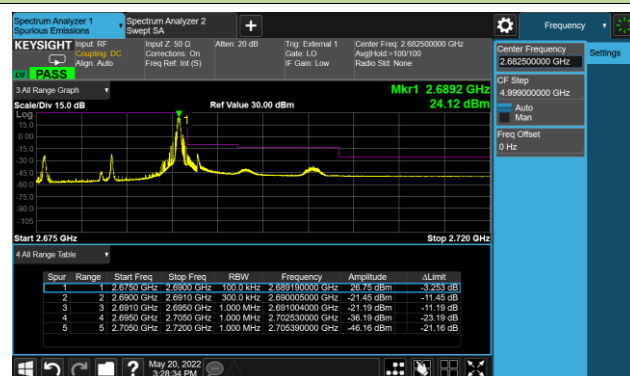 Spectrum Analyzer 1
Spurious Emissions
Spectrum Analyzer 2
Swept SA
Frequency
KEYSIGHT
Input: RF
Coupling: DC
Align: Auto
Input Z: 50 Ω
Corrections: On
Freq Ref: Int (S)
Atten: 20 dB
Trig: External 1
Gate: LO
IF Gain: Low
Center Freq: 2.682500000 GHz
Avg|Hold:>100/100
Radio Std: None
PASS
Center Frequency
2.682500000 GHz
Settings
CF Step
4.999000000 GHz
Auto
Man
Freq Offset
0 Hz
3 All Range Graph
Mkr1 2.6892 GHz
24.12 dBm
Scale/Div 15.0 dB
Ref Value 30.00 dBm
Log
15.0
0.00
-15.0
-30.0
-45.0
-60.0
-75.0
-90.0
-105
1
Start 2.675 GHz
Stop 2.720 GHz
4 All Range Table
Spur Range Start Freq Stop Freq RBW Frequency Amplitude ΔLimit
1 1 2.6750 GHz 2.6900 GHz 100.0 kHz 2.689190000 GHz 26.75 dBm -3.253 dB
2 2 2.6900 GHz 2.6910 GHz 300.0 kHz 2.690005000 GHz -21.45 dBm -11.45 dB
3 3 2.6910 GHz 2.6950 GHz 1.000 MHz 2.691004000 GHz -21.19 dBm -11.19 dB
4 4 2.6950 GHz 2.7050 GHz 1.000 MHz 2.702530000 GHz -36.19 dBm -23.19 dB
5 5 2.7050 GHz 2.7200 GHz 1.000 MHz 2.705390000 GHz -46.16 dBm -21.16 dB
May 20, 2022
3:28:34 PM